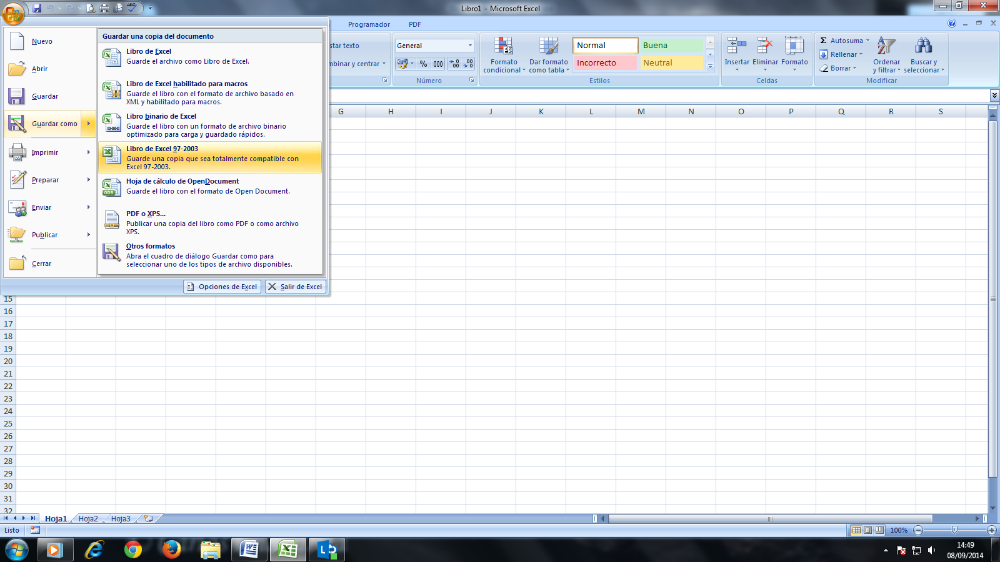 Libro1 - Microsoft Excel
Programador
PDF
Nuevo
Abrir
Guardar
Guardar como
Imprimir
Preparar
Enviar
Publicar
Cerrar
Guardar una copia del documento
Libro de Excel
Guarde el archivo como Libro de Excel.
Libro de Excel habilitado para macros
Guarde el libro con el formato de archivo basado en
XML y habilitado para macros.
Libro binario de Excel
Guarde el libro con un formato de archivo binario
optimizado para carga y guardado rápidos.
Libro de Excel 97-2003
Guarde una copia que sea totalmente compatible con
Excel 97-2003.
Hoja de cálculo de OpenDocument
Guarde el libro con el formato de Open Document.
PDF o XPS...
Publicar una copia del libro como PDF o como archivo
XPS.
Otros formatos
Abra el cuadro de diálogo Guardar como para
seleccionar uno de los tipos de archivo disponibles.
Opciones de Excel
Salir de Excel
star texto
mbinar y centrar
General
% 000
Número
Formato
condicional
Dar formato
como tabla
Normal
Buena
Incorrecto
Neutral
Estilos
Insertar
Eliminar
Formato
Celdas
Σ Autosuma
Rellenar
Borrar
Ordenar
y filtrar
Buscar y
seleccionar
Modificar
G H I J K L M N O P Q R S
15
16
17
18
19
20
21
22
23
24
25
26
27
28
29
30
31
32
Hoja1 Hoja2 Hoja3
Listo
100%
14:49
08/09/2014